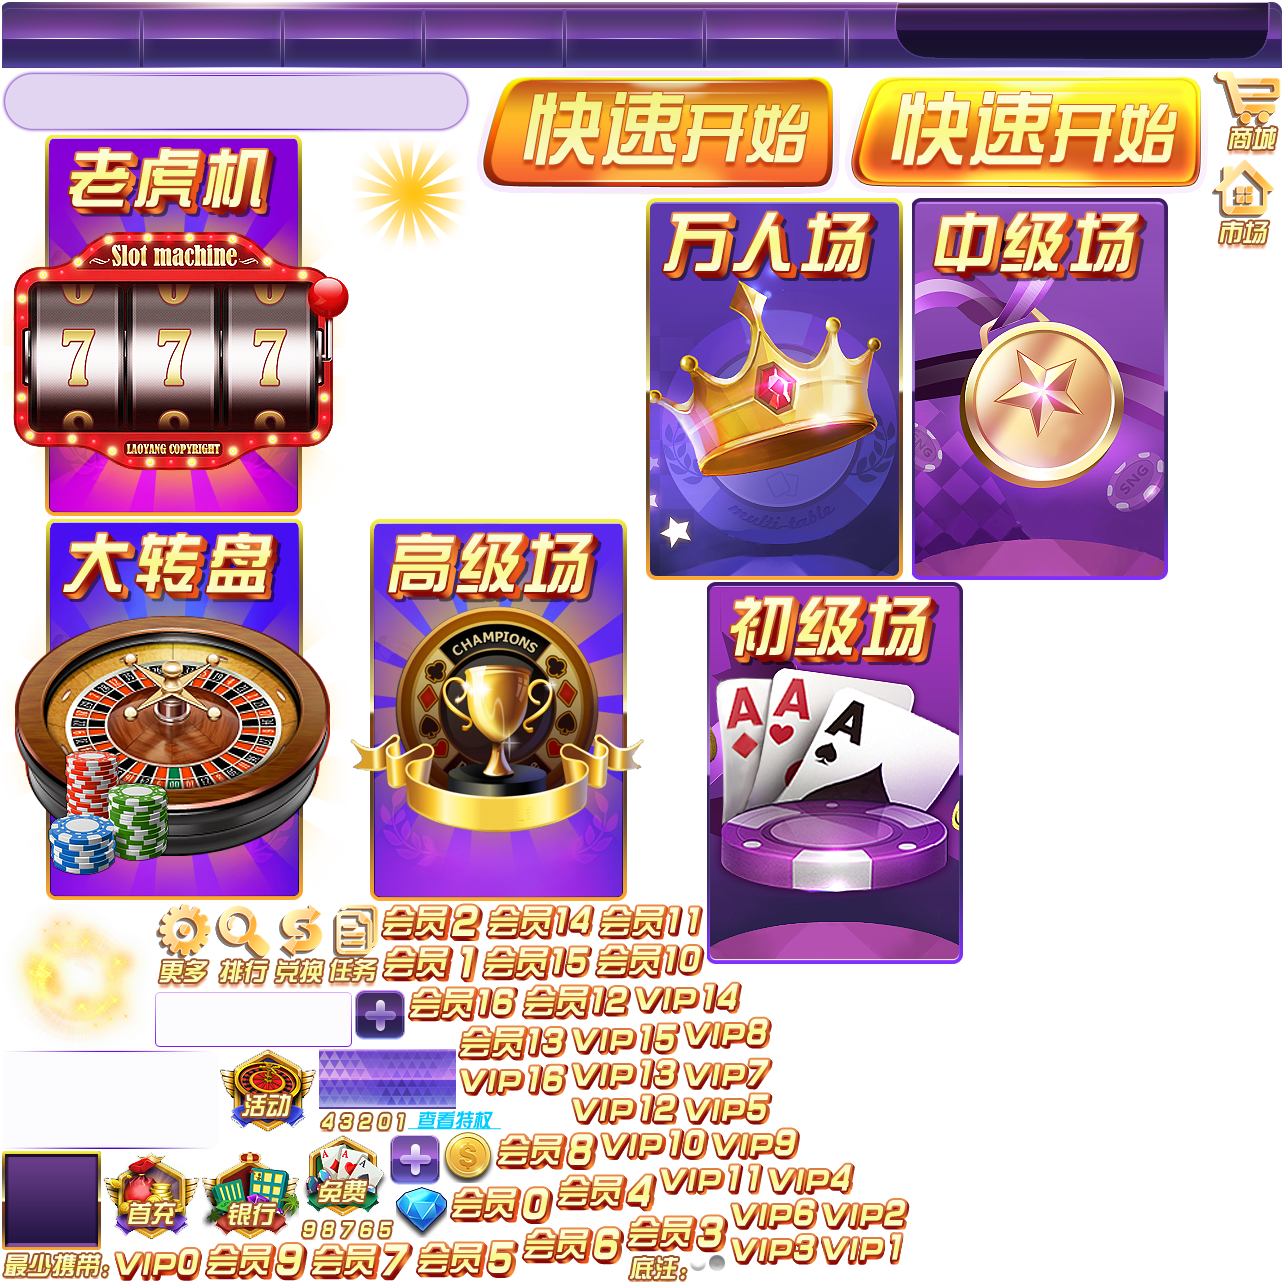 快速开始
快速开始
商城
市场
老虎机
Slot machine
7 7 7
LAOYANG COPYRIGHT
万人场
multi-table
中级场
SNG
大转盘
高级场
CHAMPIONS
初级场
A A A
更多 排行 兑换 任务
会员2 会员14 会员11
会员1 会员15 会员10
会员16 会员12 VIP14
会员13 VIP15 VIP8
VIP16 VIP13 VIP7
VIP12 VIP5
活动
43201 查看特权
会员8 VIP10 VIP9
首充 银行 免费
98765
会员0 会员4 VIP11 VIP4
会员6 会员3 VIP6 VIP2
VIP3 VIP1
最少携带: VIP0 会员9 会员7 会员5
底注: